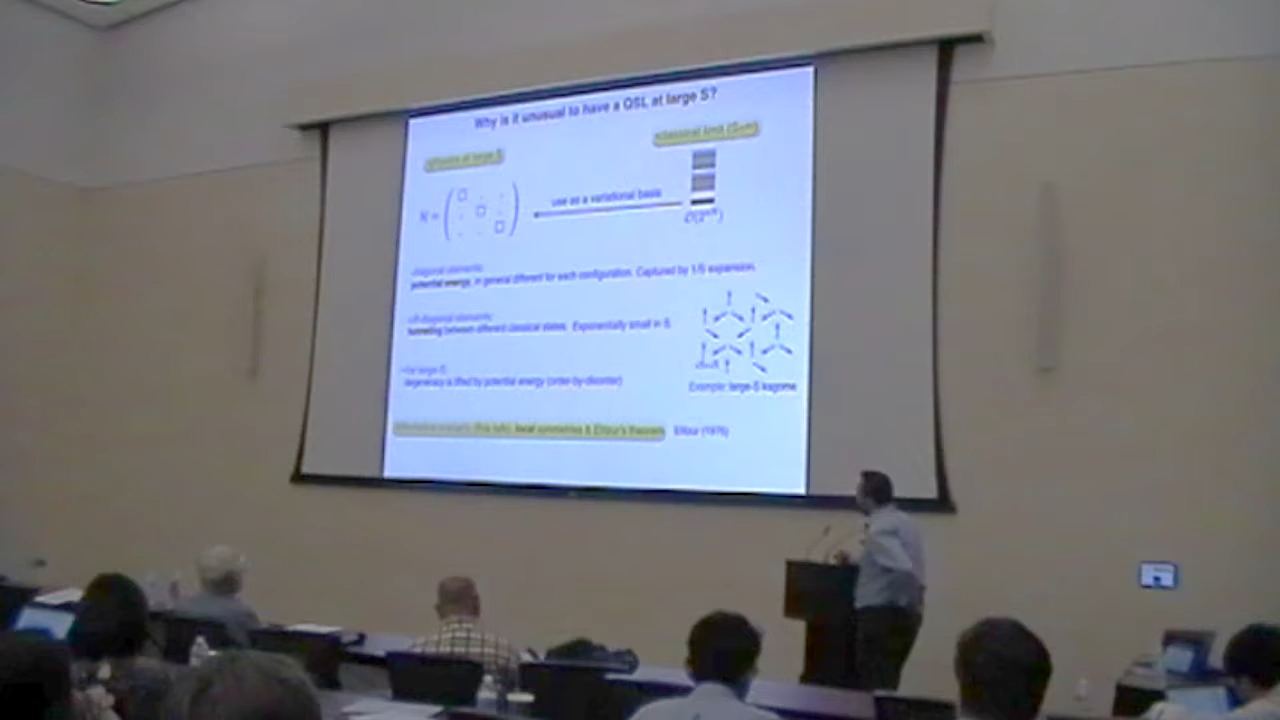 Why is it unusual to have a QSL at large S?
classical limit (S=∞)
physics at large S
use as a variational basis
diagonal elements:
potential energy, in general different for each configuration. Captured by 1/S expansion.
off-diagonal elements:
tunneling between different classical states. Exponentially small in S.
for large-S:
degeneracy is lifted by potential energy (order-by-disorder)
Example: large-S kagome
local symmetries & Elitzur's theorem Elitzur (1975)